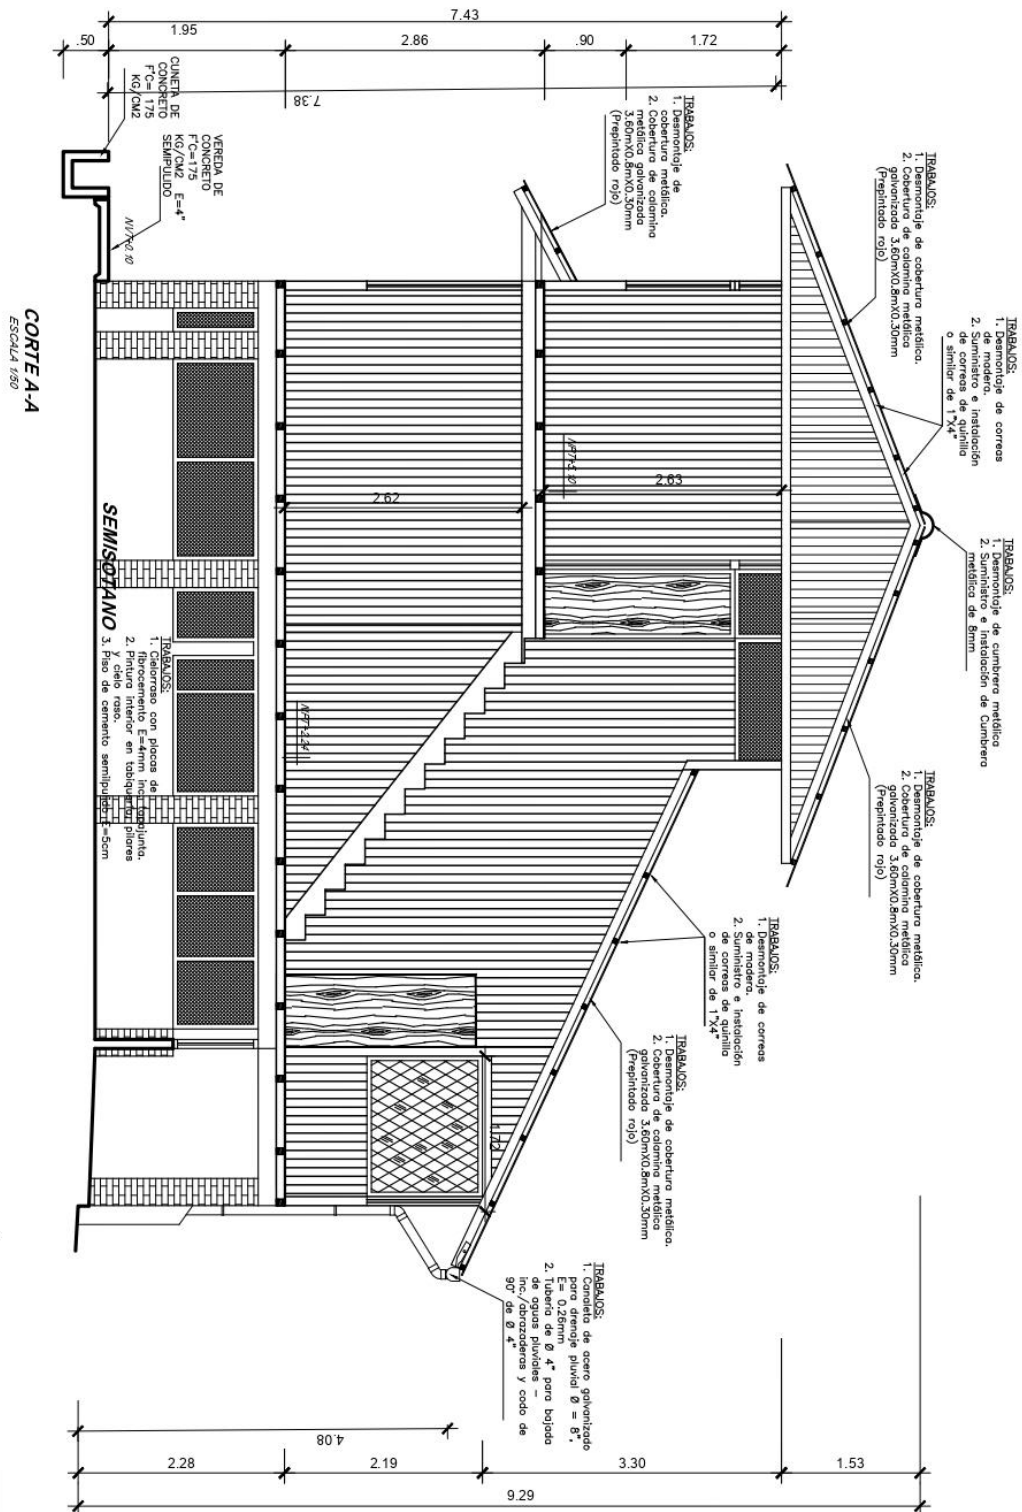 7.43
.50
1.95
2.86
.90
1.72
7.38
CUNETA DE
CONCRETO
F'C= 175
KG/CM2
VEREDA DE
CONCRETO
F'C=175
KG/CM2 E=4"
SEMIPULIDO
NVT+0.10
TRABAJOS:
1. Desmontaje de
cobertura metálica.
2. Cobertura de calamina
metálica galvanizada
3.60mX0.8mX0.30mm
(Prepintado rojo)
TRABAJOS:
1. Desmontaje de cobertura metálica.
2. Cobertura de calamina metálica
galvanizada 3.60mX0.8mX0.30mm
(Prepintado rojo)
TRABAJOS:
1. Desmontaje de correas
de madera.
2. Suministro e instalación
de correas de quinilla
o similar de 1"X4"
TRABAJOS:
1. Desmontaje de cumbrera metálica
2. Suministro e instalación de Cumbrera
metálica de 8mm
TRABAJOS:
1. Desmontaje de cobertura metálica.
2. Cobertura de calamina metálica
galvanizada 3.60mX0.8mX0.30mm
(Prepintado rojo)
TRABAJOS:
1. Desmontaje de correas
de madera.
2. Suministro e instalación
de correas de quinilla
o similar de 1"X4"
TRABAJOS:
1. Desmontaje de cobertura metálica.
2. Cobertura de calamina metálica
galvanizada 3.60mX0.8mX0.30mm
(Prepintado rojo)
TRABAJOS:
1. Canaleta de acero galvanizado
para drenaje pluvial Ø = 8",
E= 0.26mm
2. Tubería de Ø 4" para bajada
de aguas pluviales –
inc./abrazaderas y codo de
90° de Ø 4"
NPT+5.10
2.63
2.62
NPT+2.24
1.72
SEMISOTANO
TRABAJOS:
1. Cielorraso con placas de
fibrocemento E=4mm inc. tapajunta.
2. Pintura interior en tabiquería, pilares
y cielo raso.
3. Piso de cemento semilpulido E=5cm
CORTE A-A
ESCALA 1/50
4.08
2.28
2.19
3.30
1.53
9.29